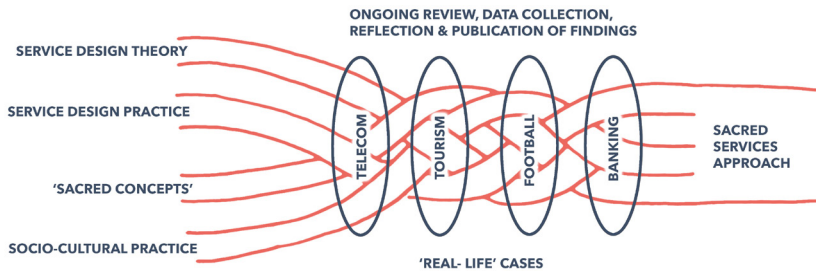 ONGOING REVIEW, DATA COLLECTION,
REFLECTION & PUBLICATION OF FINDINGS
SERVICE DESIGN THEORY
SERVICE DESIGN PRACTICE
'SACRED CONCEPTS'
SOCIO-CULTURAL PRACTICE
TELECOM
TOURISM
FOOTBALL
BANKING
SACRED
SERVICES
APPROACH
'REAL- LIFE' CASES